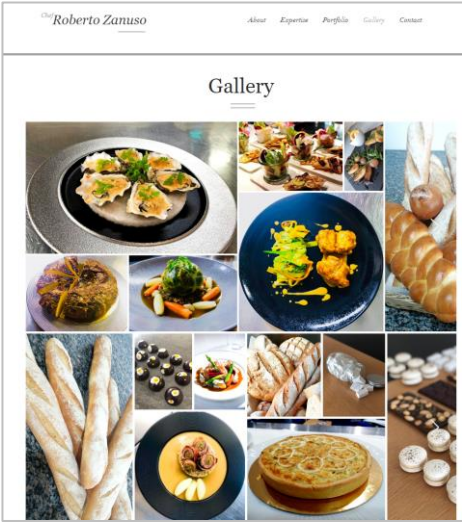 Chef Roberto Zanuso
About Expertise Portfolio Gallery Contact
Gallery